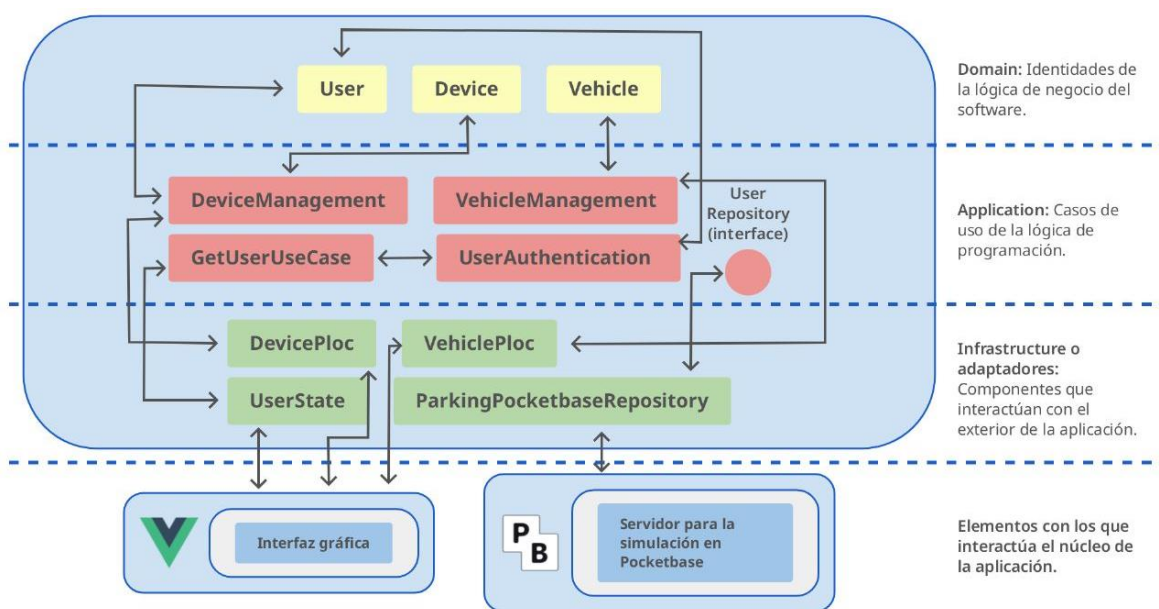 User
Device
Vehicle
Domain: Identidades de
la lógica de negocio del
software.
DeviceManagement
VehicleManagement
User
Repository
(interface)
GetUserUseCase
UserAuthentication
Application: Casos de
uso de la lógica de
programación.
DevicePloc
VehiclePloc
UserState
ParkingPocketbaseRepository
Infrastructure o
adaptadores:
Componentes que
interactúan con el
exterior de la aplicación.
Interfaz gráfica
P
B
Servidor para la
simulación en
Pocketbase
Elementos con los que
interactúa el núcleo de
la aplicación.